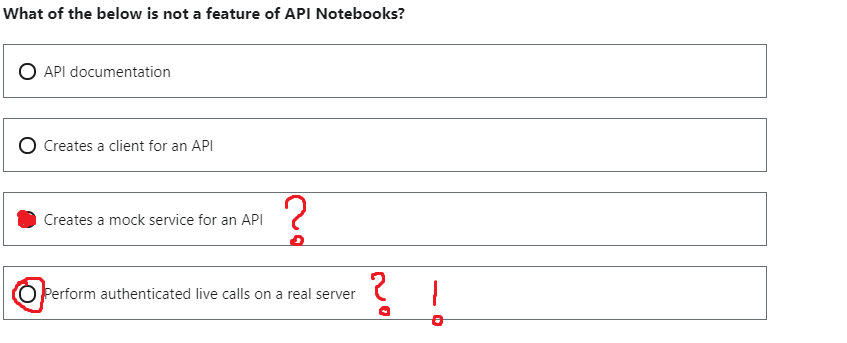 What of the below is not a feature of API Notebooks?
API documentation
Creates a client for an API
Creates a mock service for an API ?
Perform authenticated live calls on a real server ? !